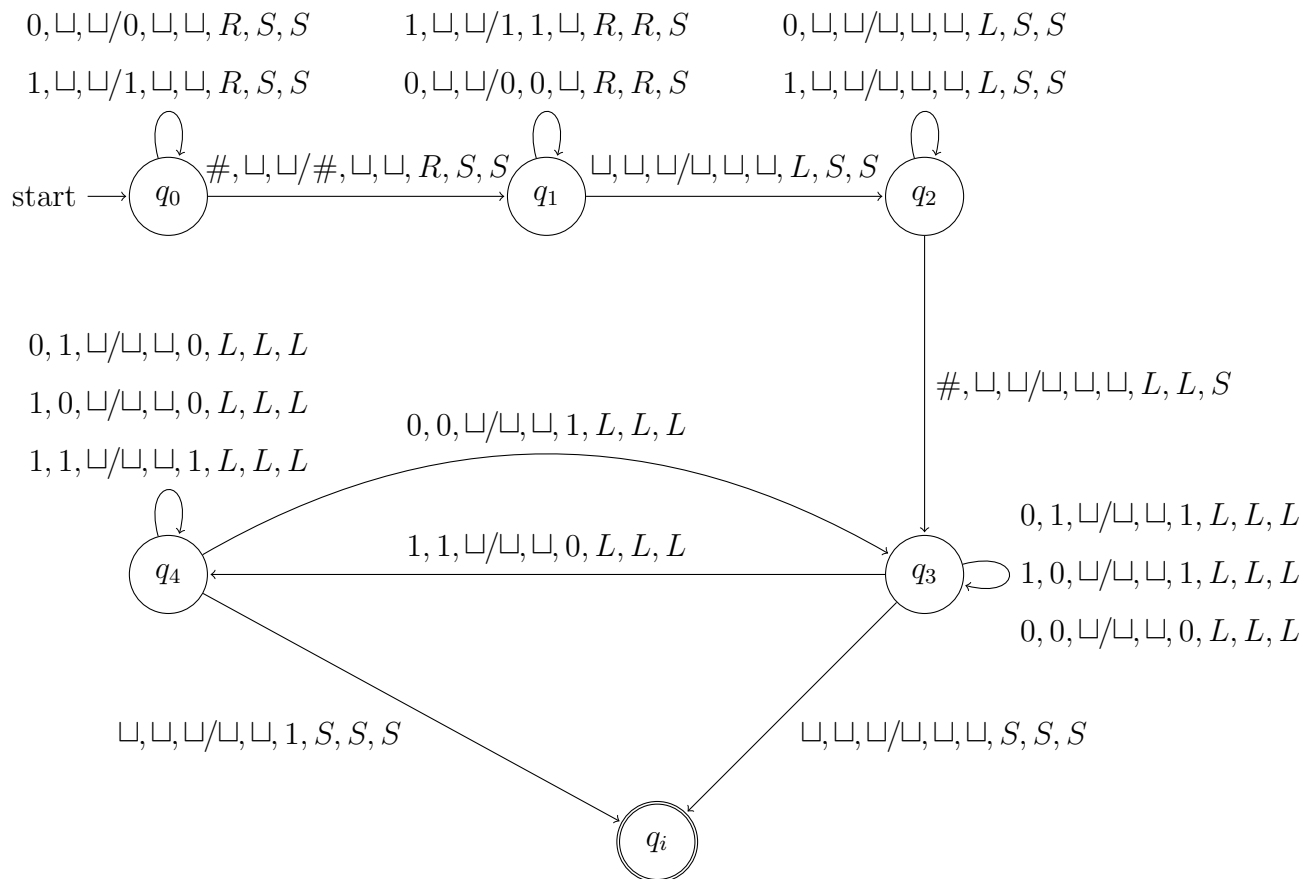 0,␣,␣/0,␣,␣,R,S,S
1,␣,␣/1,␣,␣,R,S,S
1,␣,␣/1,1,␣,R,R,S
0,␣,␣/0,0,␣,R,R,S
0,␣,␣/␣,␣,␣,L,S,S
1,␣,␣/␣,␣,␣,L,S,S
start
q₀
#,␣,␣/#,␣,␣,R,S,S
q₁
␣,␣,␣/␣,␣,␣,L,S,S
q₂
#,␣,␣/␣,␣,␣,L,L,S
0,1,␣/␣,␣,0,L,L,L
1,0,␣/␣,␣,0,L,L,L
1,1,␣/␣,␣,1,L,L,L
0,0,␣/␣,␣,1,L,L,L
q₄
1,1,␣/␣,␣,0,L,L,L
q₃
0,1,␣/␣,␣,1,L,L,L
1,0,␣/␣,␣,1,L,L,L
0,0,␣/␣,␣,0,L,L,L
␣,␣,␣/␣,␣,1,S,S,S
␣,␣,␣/␣,␣,␣,S,S,S
qᵢ